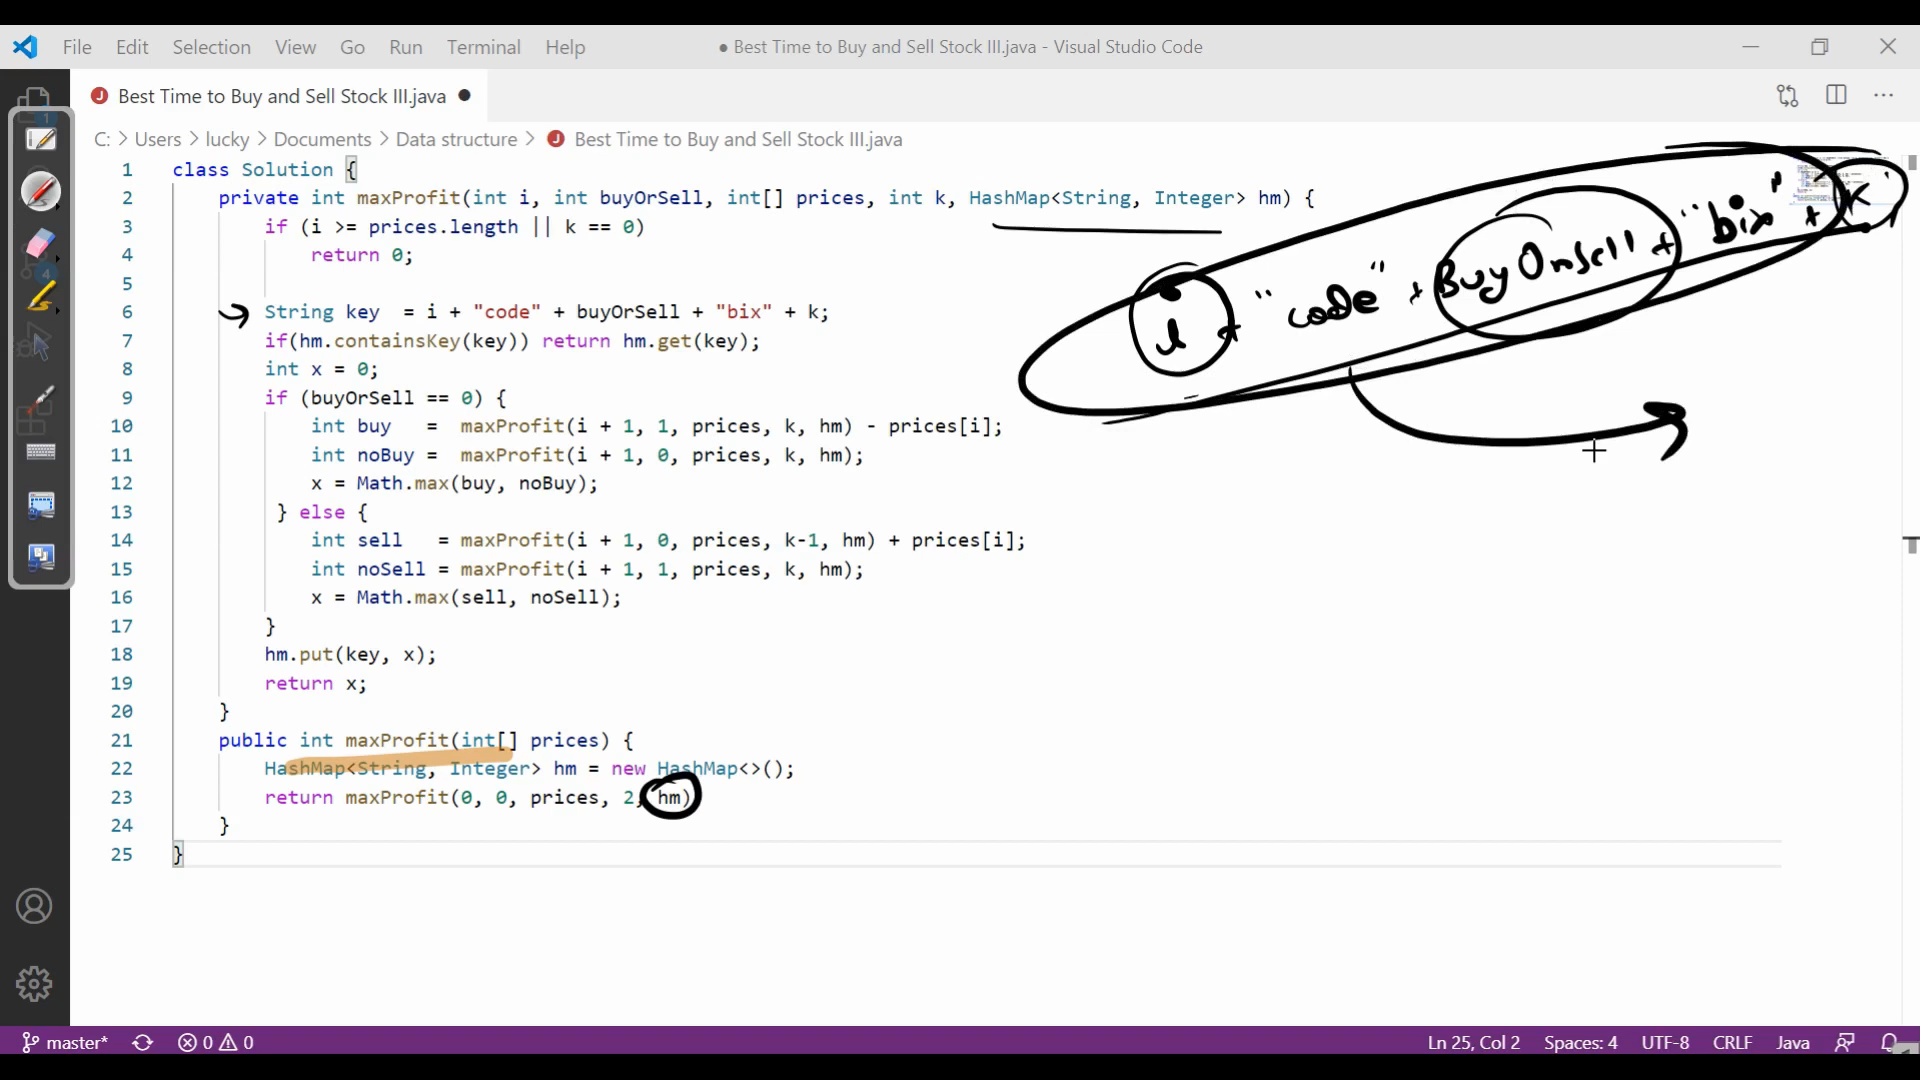 File Edit Selection View Go Run Terminal Help ● Best Time to Buy and Sell Stock III.java - Visual Studio Code
Best Time to Buy and Sell Stock III.java ●
C: > Users > lucky > Documents > Data structure > Best Time to Buy and Sell Stock III.java
1 class Solution {
2 private int maxProfit(int i, int buyOrSell, int[] prices, int k, HashMap<String, Integer> hm) {
3 if (i >= prices.length || k == 0)
4 return 0;
5
6 String key = i + "code" + buyOrSell + "bix" + k;
7 if(hm.containsKey(key)) return hm.get(key);
8 int x = 0;
9 if (buyOrSell == 0) {
10 int buy = maxProfit(i + 1, 1, prices, k, hm) - prices[i];
11 int noBuy = maxProfit(i + 1, 0, prices, k, hm);
12 x = Math.max(buy, noBuy);
13 } else {
14 int sell = maxProfit(i + 1, 0, prices, k-1, hm) + prices[i];
15 int noSell = maxProfit(i + 1, 1, prices, k, hm);
16 x = Math.max(sell, noSell);
17 }
18 hm.put(key, x);
19 return x;
20 }
21 public int maxProfit(int[] prices) {
22 HashMap<String, Integer> hm = new HashMap<>();
23 return maxProfit(0, 0, prices, 2, hm)
24 }
25 }
i + "code" + BuyOrSell + "bix" + K
1
4
master* 0 0 Ln 25, Col 2 Spaces: 4 UTF-8 CRLF Java